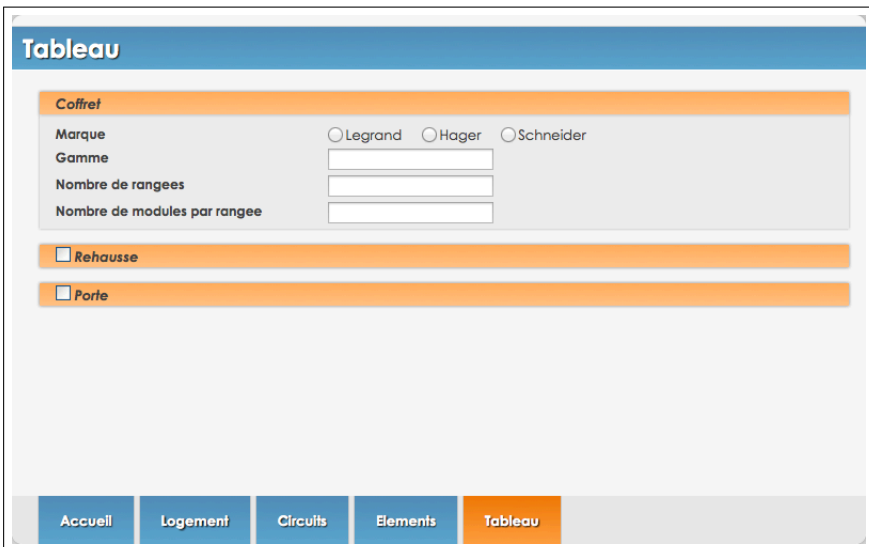 Tableau
Coffret
Marque Legrand Hager Schneider
Gamme
Nombre de rangees
Nombre de modules par rangee
Rehausse
Porte
Accueil Logement Circuits Elements Tableau